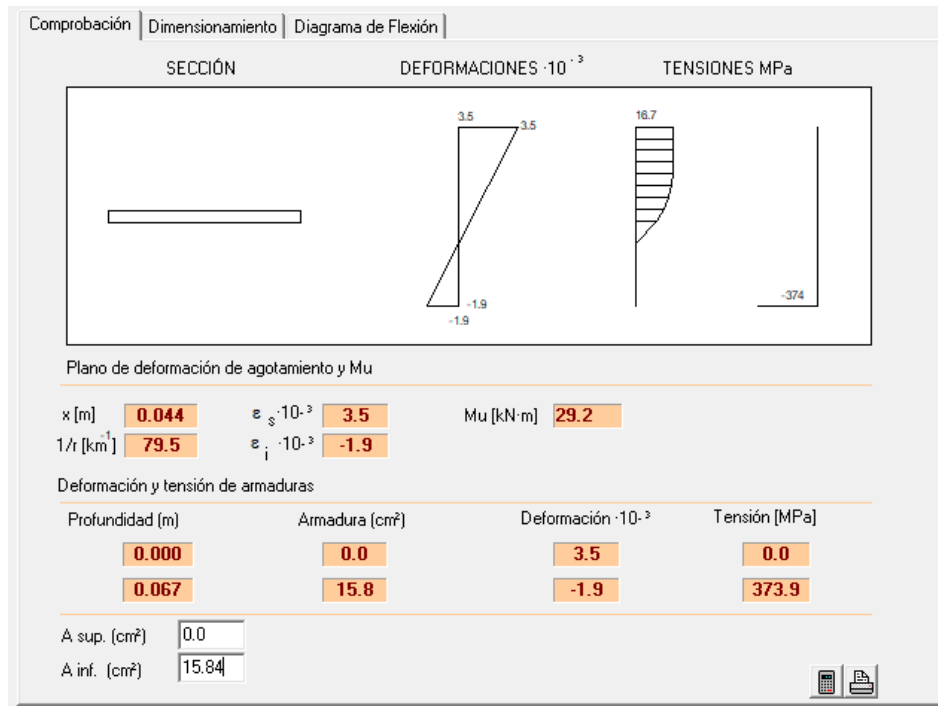 Comprobación Dimensionamiento Diagrama de Flexión
SECCIÓN DEFORMACIONES ·10⁻³ TENSIONES MPa
3.5 3.5 16.7
-1.9 -374
-1.9
Plano de deformación de agotamiento y Mu
x [m] 0.044 ε s ·10-³ 3.5 Mu [kN·m] 29.2
1/r [km⁻¹] 79.5 ε i ·10-³ -1.9
Deformación y tensión de armaduras
Profundidad (m) Armadura (cm²) Deformación ·10-³ Tensión [MPa]
0.000 0.0 3.5 0.0
0.067 15.8 -1.9 373.9
A sup. (cm²) 0.0
A inf. (cm²) 15.84